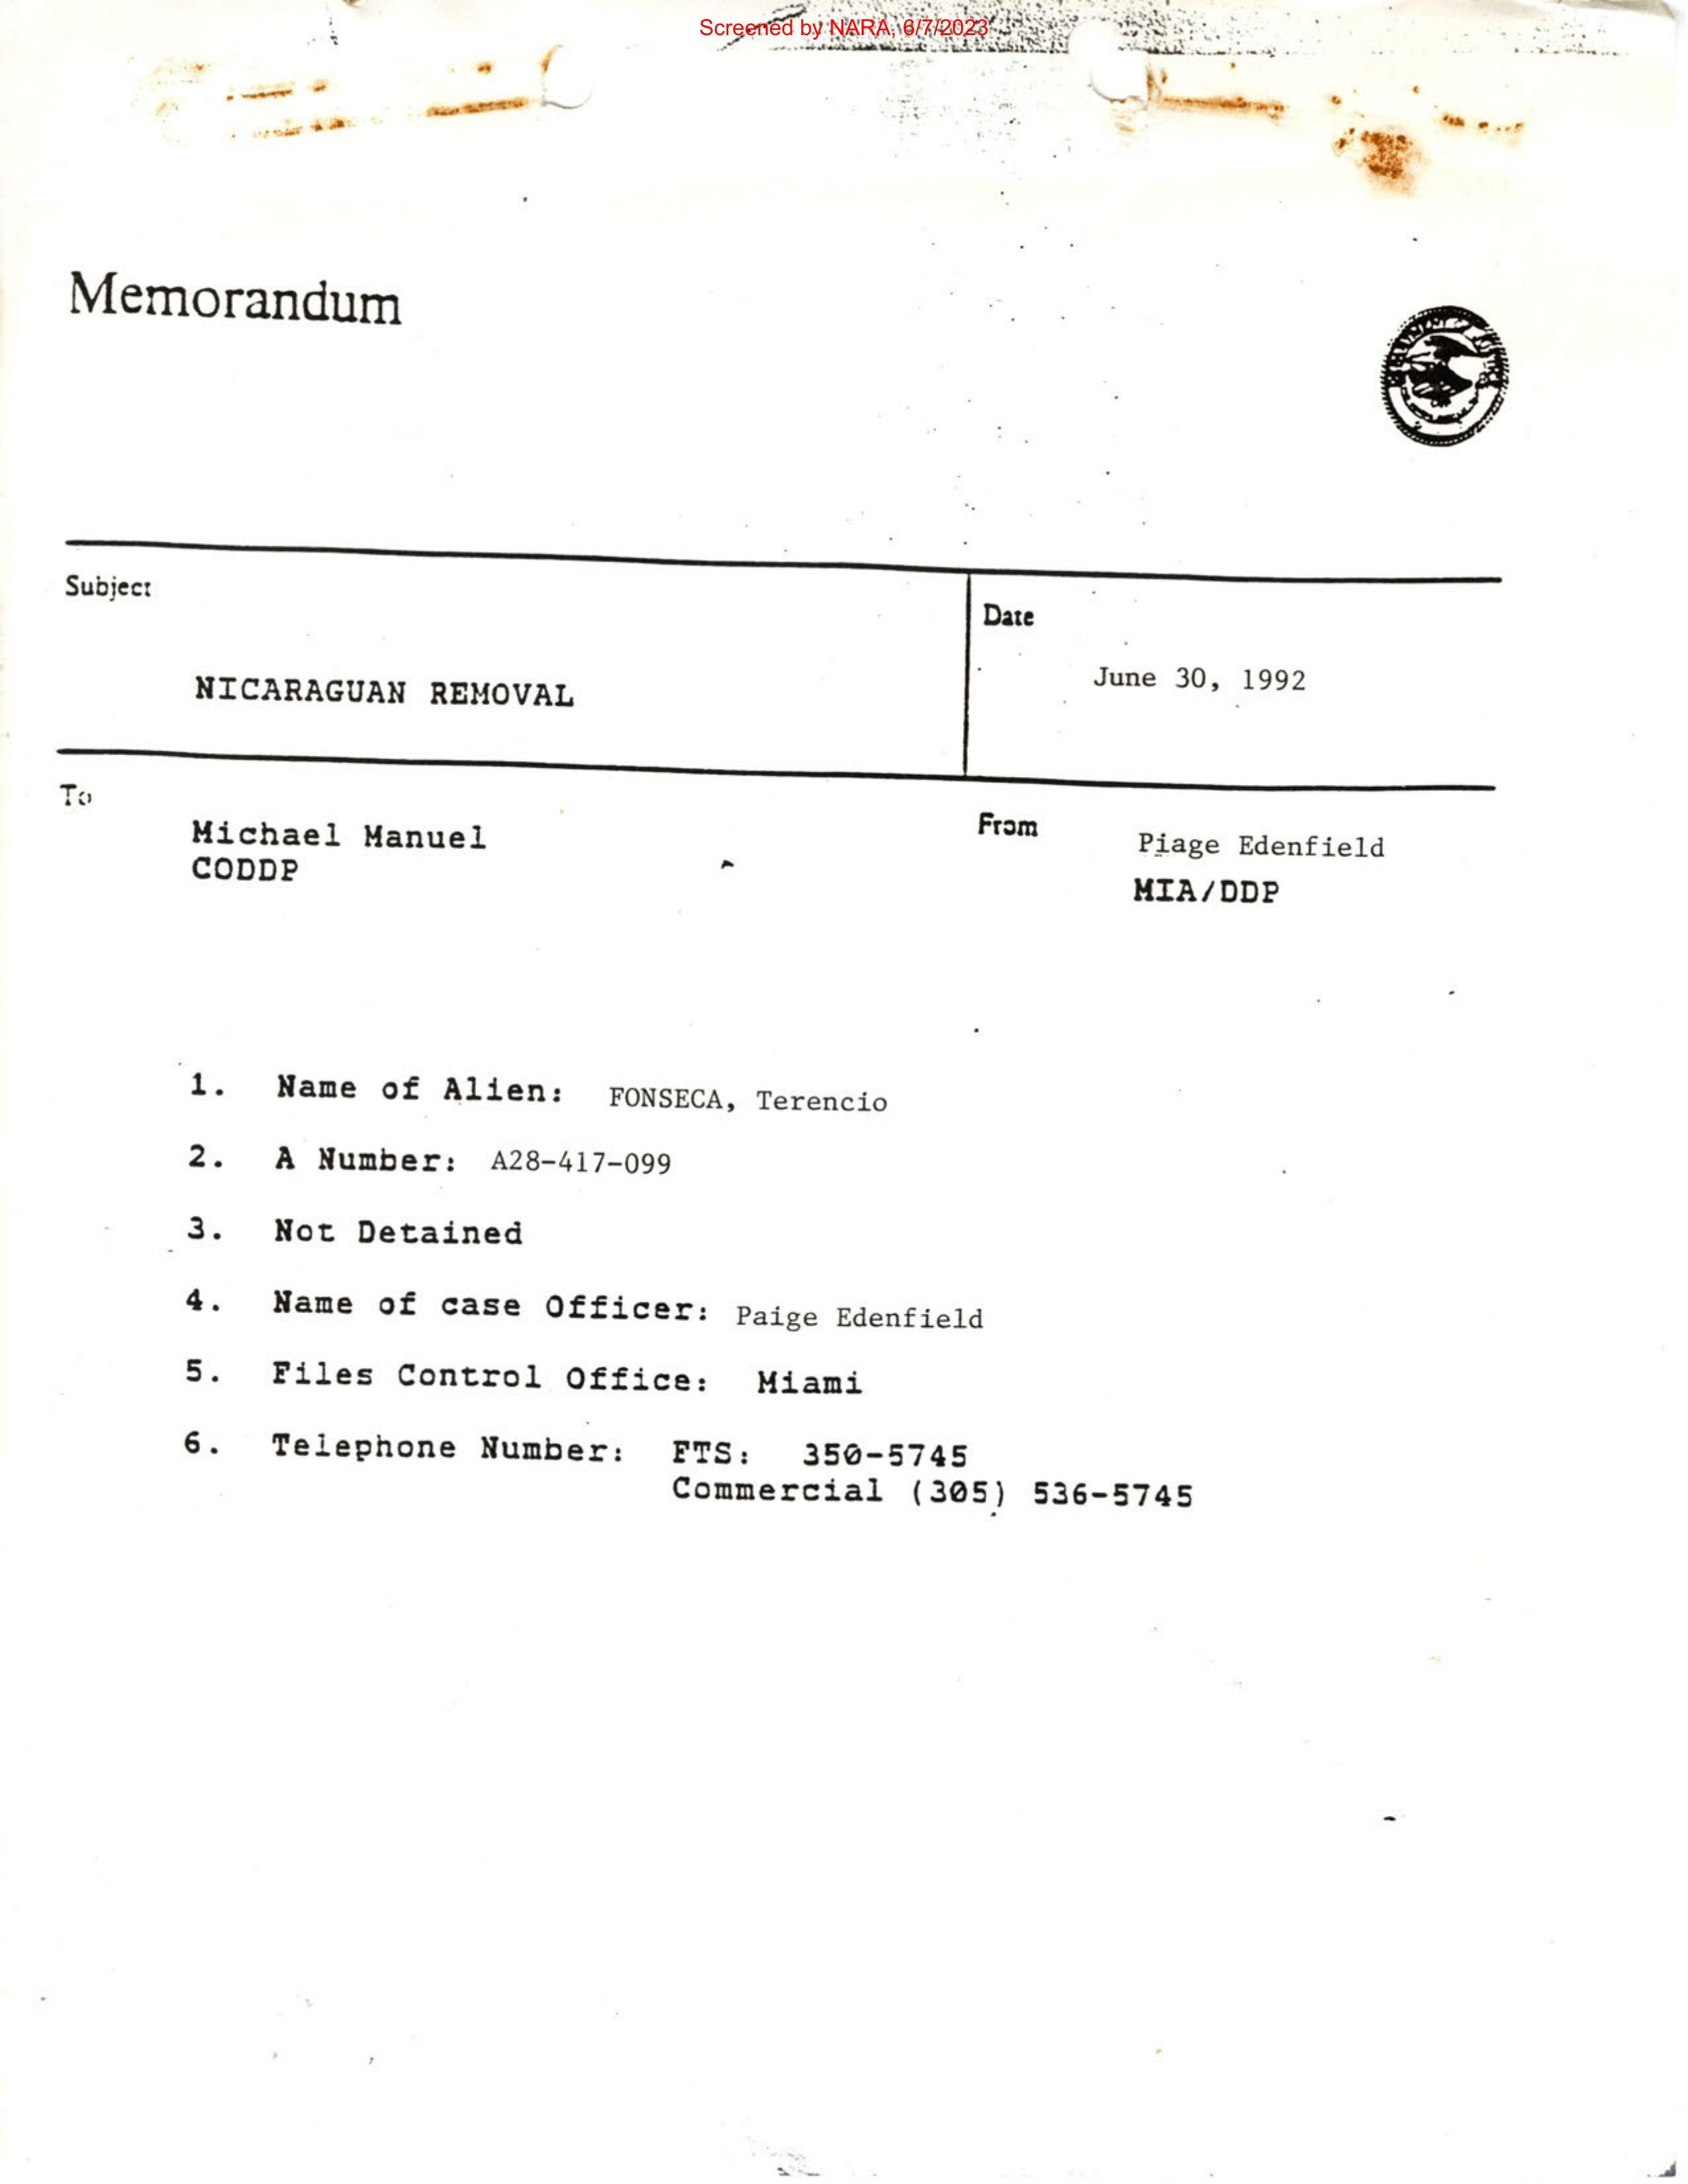 Screened by NARA, 6/7/2023
Memorandum
Subject
Date
NICARAGUAN REMOVAL
June 30, 1992
To
From
Michael Manuel
Piage Edenfield
CODDP
MIA/DDP
1. Name of Alien: FONSECA, Terencio
2. A Number: A28-417-099
3. Not Detained
4. Name of case Officer: Paige Edenfield
5. Files Control Office: Miami
6. Telephone Number: FTS: 350-5745
Commercial (305) 536-5745